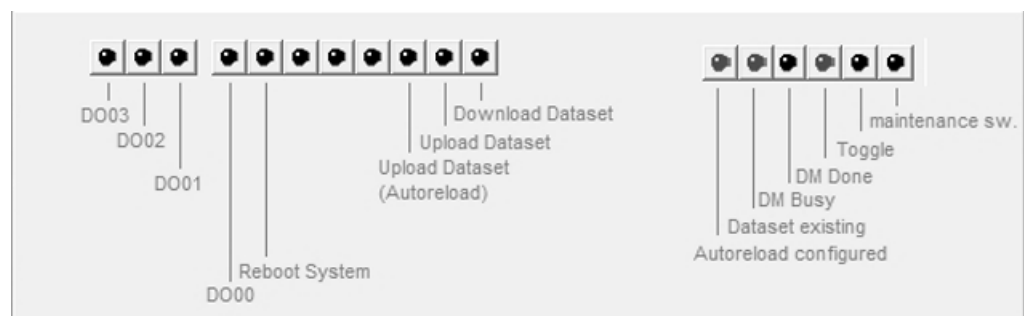 DO03
DO02
DO01
Download Dataset
Upload Dataset
Upload Dataset
(Autoreload)
Reboot System
DO00
maintenance sw.
Toggle
DM Done
DM Busy
Dataset existing
Autoreload configured